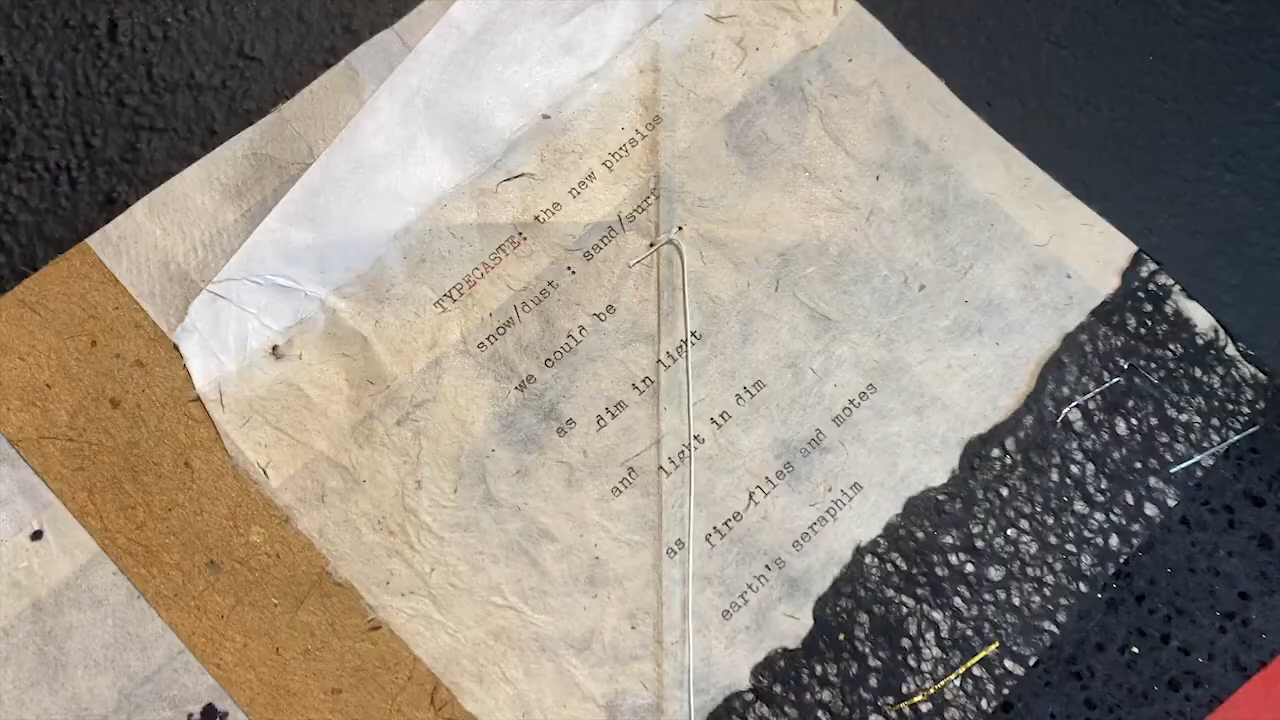 TYPECASTE: the new physics
snow/dust : sand/surf
we could be
as dim in light
and light in dim
as fire flies and motes
earth's seraphim